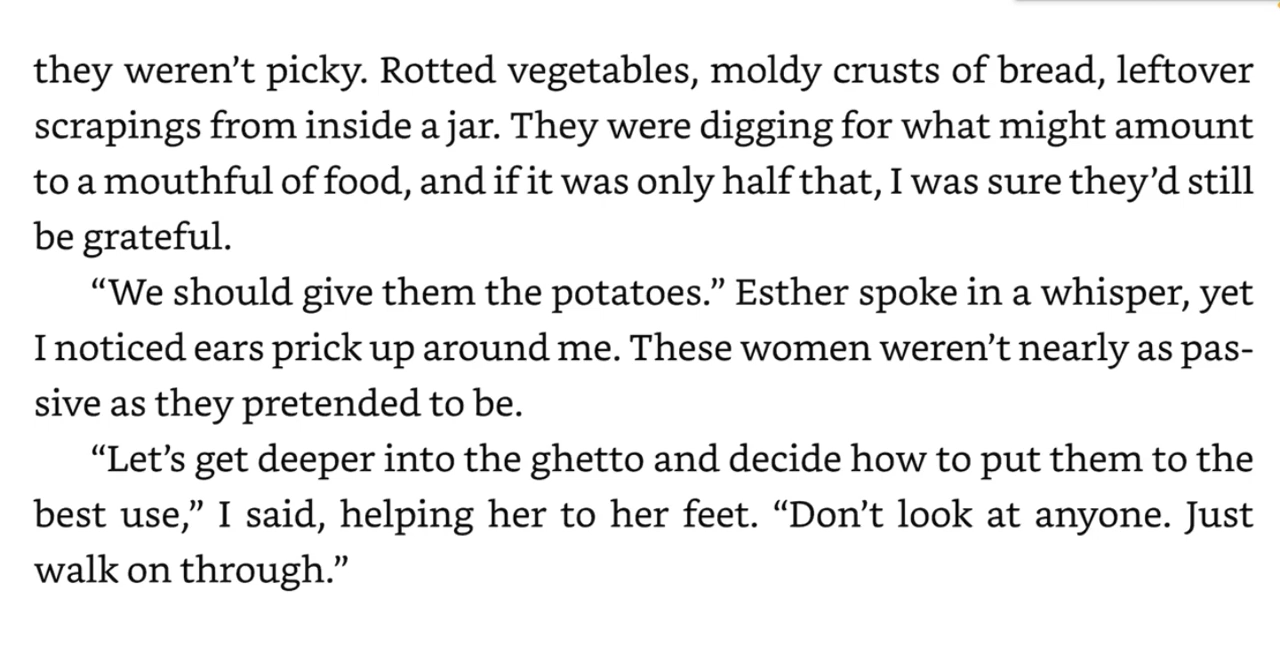 they weren’t picky. Rotted vegetables, moldy crusts of bread, leftover
scrapings from inside a jar. They were digging for what might amount
to a mouthful of food, and if it was only half that, I was sure they’d still
be grateful.
“We should give them the potatoes.” Esther spoke in a whisper, yet
I noticed ears prick up around me. These women weren’t nearly as pas-
sive as they pretended to be.
“Let’s get deeper into the ghetto and decide how to put them to the
best use,” I said, helping her to her feet. “Don’t look at anyone. Just
walk on through.”